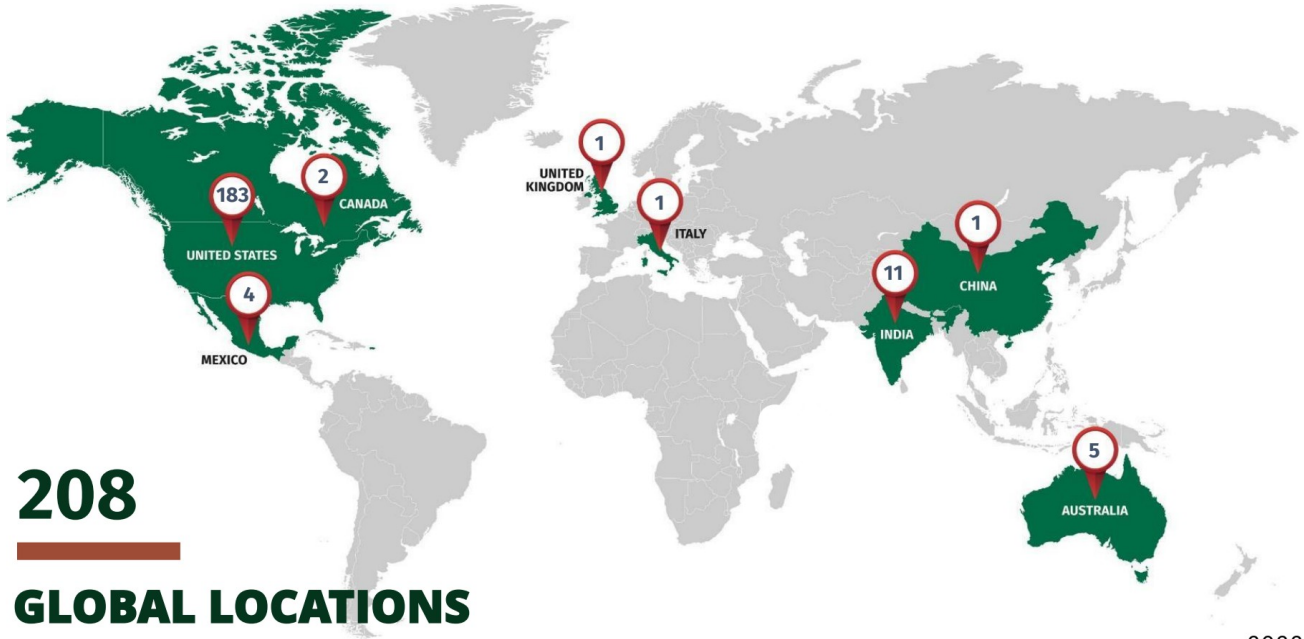 1
UNITED
KINGDOM
2
183
CANADA
1
ITALY
1
UNITED STATES
11
CHINA
4
INDIA
MEXICO
5
208
AUSTRALIA
GLOBAL LOCATIONS